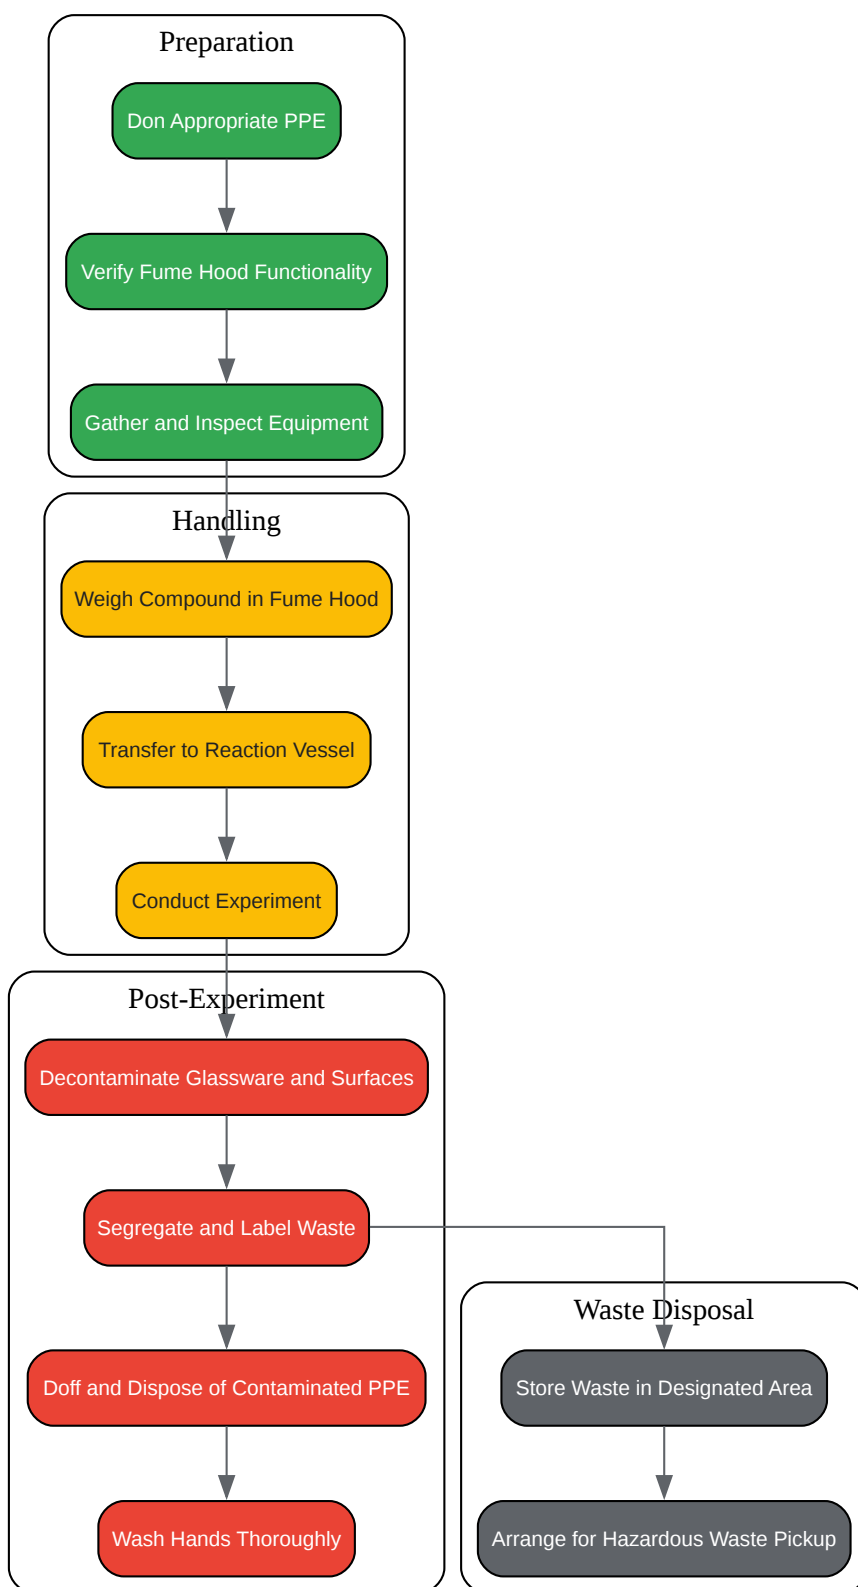 Preparation
Don Appropriate PPE
Verify Fume Hood Functionality
Gather and Inspect Equipment
Handling
Weigh Compound in Fume Hood
Transfer to Reaction Vessel
Conduct Experiment
Post-Experiment
Decontaminate Glassware and Surfaces
Segregate and Label Waste
Doff and Dispose of Contaminated PPE
Wash Hands Thoroughly
Waste Disposal
Store Waste in Designated Area
Arrange for Hazardous Waste Pickup